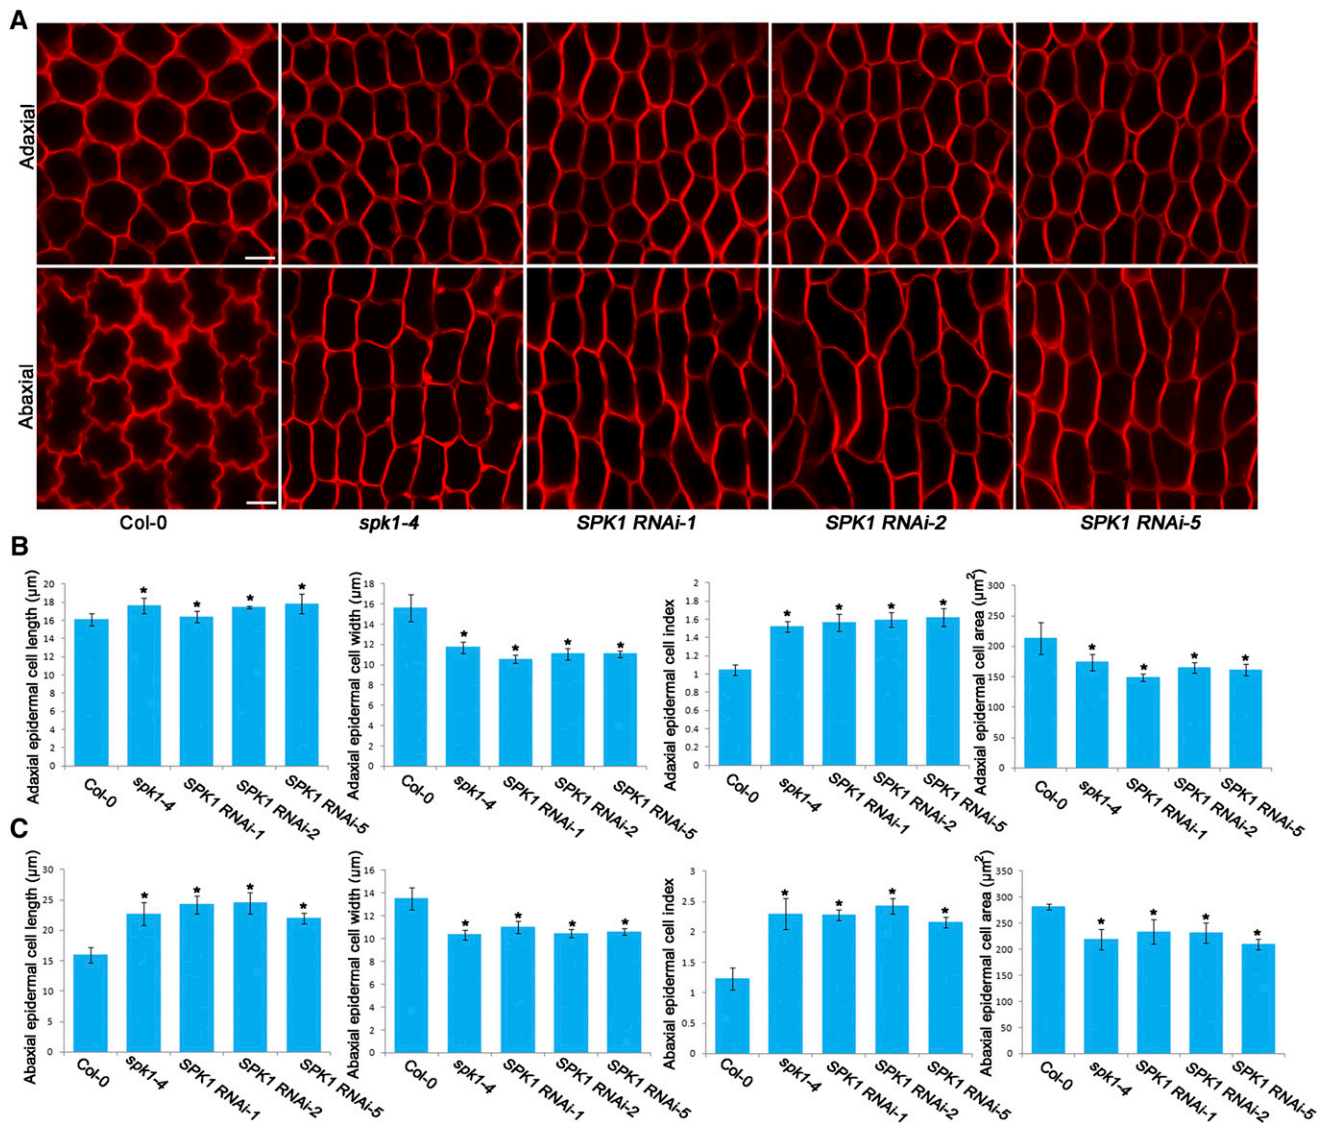 A
Adaxial
Abaxial
Col-0 spk1-4 SPK1 RNAi-1 SPK1 RNAi-2 SPK1 RNAi-5
B
Adaxial epidermal cell length (µm)
20
18
16
14
12
10
8
6
4
2
0
* * * *
Col-0 spk1-4 SPK1 RNAi-1 SPK1 RNAi-2 SPK1 RNAi-5
Adaxial epidermal cell width (µm)
18
16
14
12
10
8
6
4
2
0
* * * *
Col-0 spk1-4 SPK1 RNAi-1 SPK1 RNAi-2 SPK1 RNAi-5
Adaxial epidermal cell index
2
1.8
1.6
1.4
1.2
1
0.8
0.6
0.4
0.2
0
* * * *
Col-0 spk1-4 SPK1 RNAi-1 SPK1 RNAi-2 SPK1 RNAi-5
Adaxial epidermal cell area (µm²)
300
250
200
150
100
50
0
* * * *
Col-0 spk1-4 SPK1 RNAi-1 SPK1 RNAi-2 SPK1 RNAi-5
C
Abaxial epidermal cell length (µm)
30
25
20
15
10
5
0
* * * *
Col-0 spk1-4 SPK1 RNAi-1 SPK1 RNAi-2 SPK1 RNAi-5
Abaxial epidermal cell width (µm)
16
14
12
10
8
6
4
2
0
* * * *
Col-0 spk1-4 SPK1 RNAi-1 SPK1 RNAi-2 SPK1 RNAi-5
Abaxial epidermal cell index
3
2.5
2
1.5
1
0.5
0
* * * *
Col-0 spk1-4 SPK1 RNAi-1 SPK1 RNAi-2 SPK1 RNAi-5
Abaxial epidermal cell area (µm²)
350
300
250
200
150
100
50
0
* * * *
Col-0 spk1-4 SPK1 RNAi-1 SPK1 RNAi-2 SPK1 RNAi-5